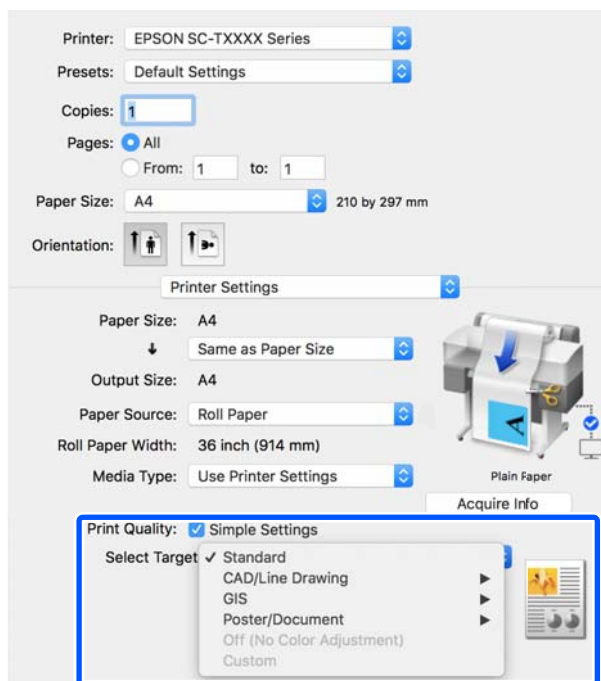 Printer: EPSON SC-TXXXX Series
Presets: Default Settings
Copies: 1
Pages: All
From: 1 to: 1
Paper Size: A4 210 by 297 mm
Orientation:
Printer Settings
Paper Size: A4
Same as Paper Size
Output Size: A4
Paper Source: Roll Paper
Roll Paper Width: 36 inch (914 mm)
Media Type: Use Printer Settings
A
Plain Paper
Acquire Info
Print Quality: Simple Settings
Select Target ✓ Standard
CAD/Line Drawing
GIS
Poster/Document
Off (No Color Adjustment)
Custom